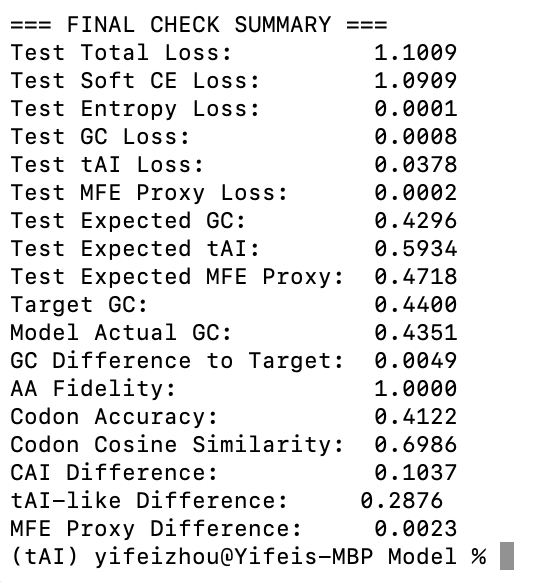 === FINAL CHECK SUMMARY ===
Test Total Loss: 1.1009
Test Soft CE Loss: 1.0909
Test Entropy Loss: 0.0001
Test GC Loss: 0.0008
Test tAI Loss: 0.0378
Test MFE Proxy Loss: 0.0002
Test Expected GC: 0.4296
Test Expected tAI: 0.5934
Test Expected MFE Proxy: 0.4718
Target GC: 0.4400
Model Actual GC: 0.4351
GC Difference to Target: 0.0049
AA Fidelity: 1.0000
Codon Accuracy: 0.4122
Codon Cosine Similarity: 0.6986
CAI Difference: 0.1037
tAI-like Difference: 0.2876
MFE Proxy Difference: 0.0023
(tAI) yifeizhou@Yifeis-MBP Model %